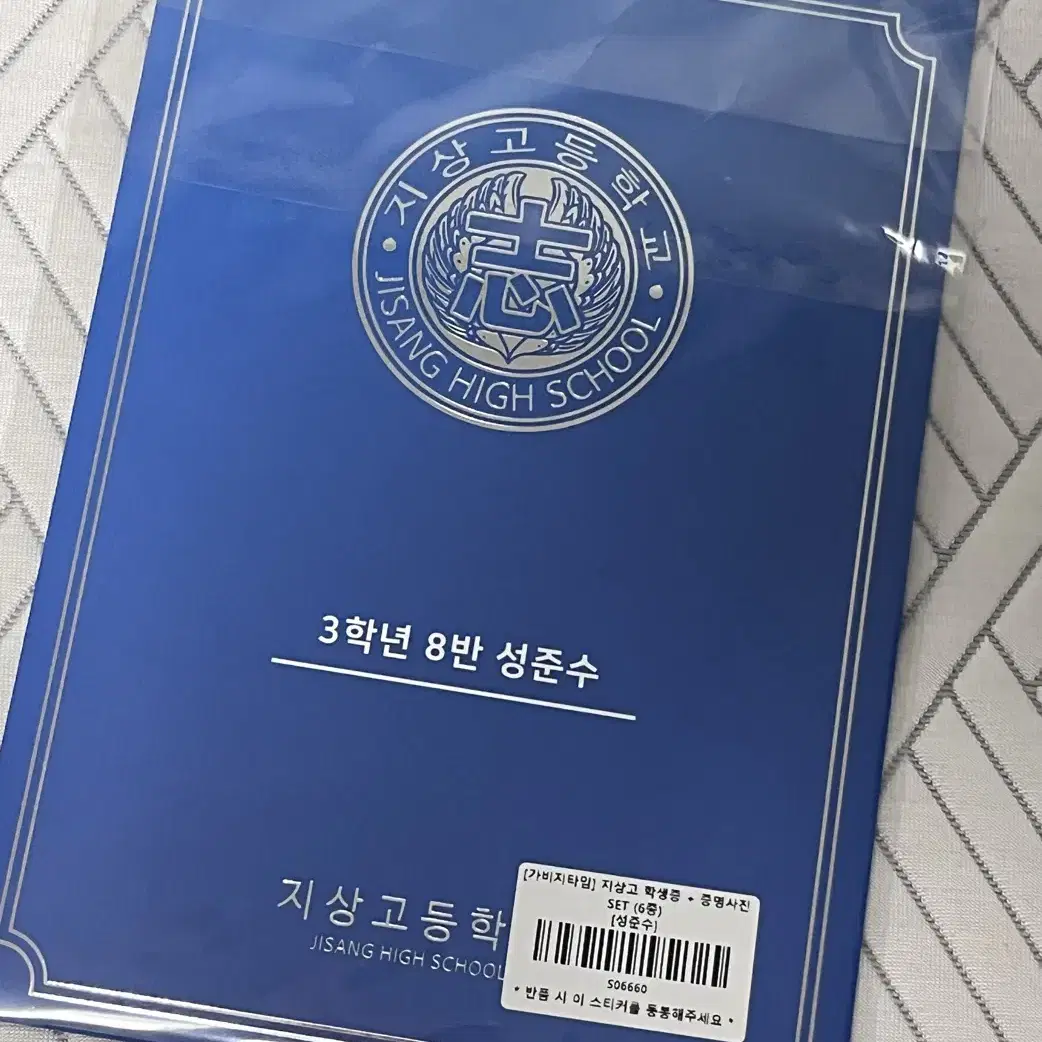 지상고등학교
志
JISANG HIGH SCHOOL
3학년 8반 성준수
지상고등학
JISANG HIGH SCHOOL
[가비지타임] 지상고 학생증 + 증명사진
SET (6종)
[성준수]
S06660
* 반품 시 이 스티커를 동봉해주세요 *